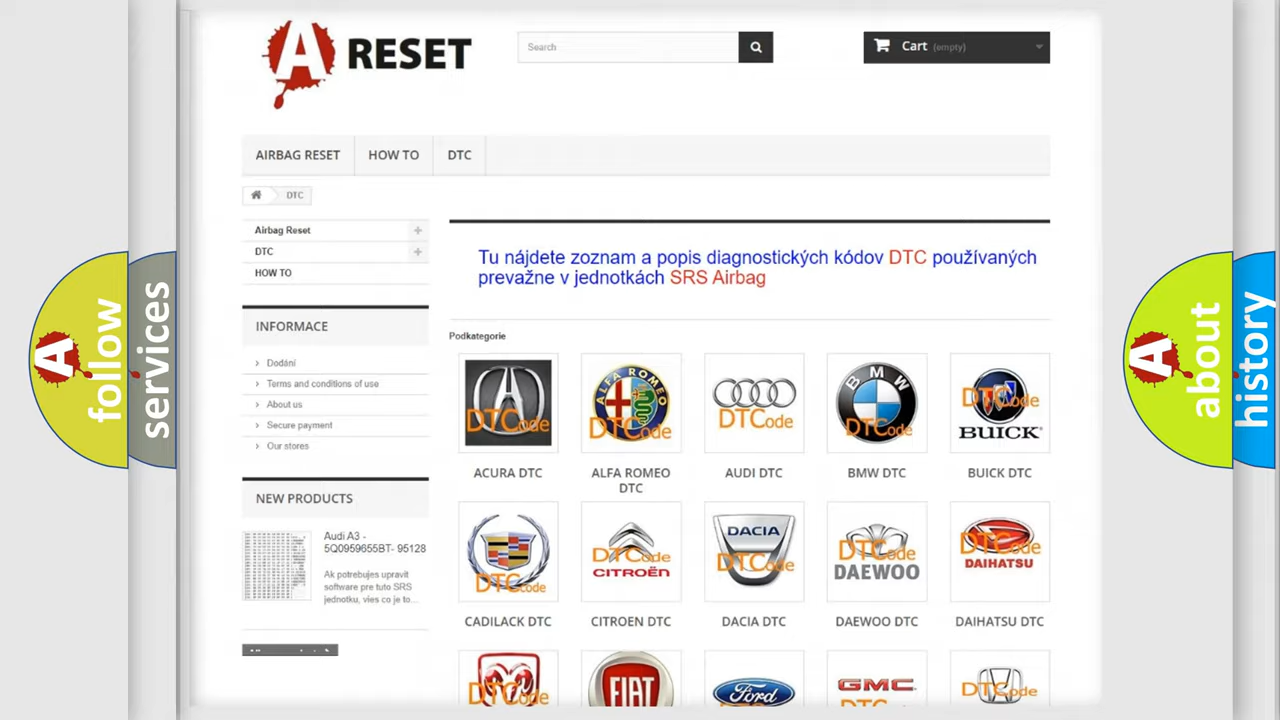 A RESET
Search
Cart (empty)
AIRBAG RESET
HOW TO
DTC
DTC
Airbag Reset
DTC
HOW TO
INFORMACE
Dodání
Terms and conditions of use
About us
Secure payment
Our stores
NEW PRODUCTS
Audi A3 -
5Q0959655BT- 95128
Ak potrebujes upravit
software pre tuto SRS
jednotku, vies co je to...
Tu nájdete zoznam a popis diagnostických kódov DTC používaných
prevažne v jednotkách SRS Airbag
Podkategorie
DTCode
ALFA ROMEO
DTCode
DTCode
BMW
DTCode
DTCode
BUICK
ACURA DTC
ALFA ROMEO
DTC
AUDI DTC
BMW DTC
BUICK DTC
DTCode
DTCode
CITROËN
DACIA
DTCode
DTCode
DAEWOO
DTCode
DAIHATSU
CADILACK DTC
CITROEN DTC
DACIA DTC
DAEWOO DTC
DAIHATSU DTC
DTCode
FIAT
Ford
GMC
DTCode
A follow
services
A about
history